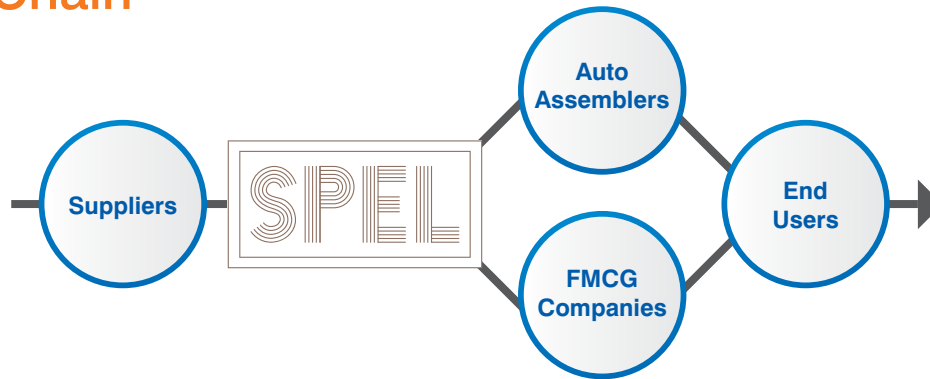 Chain
Suppliers
SPEL
Auto
Assemblers
FMCG
Companies
End
Users